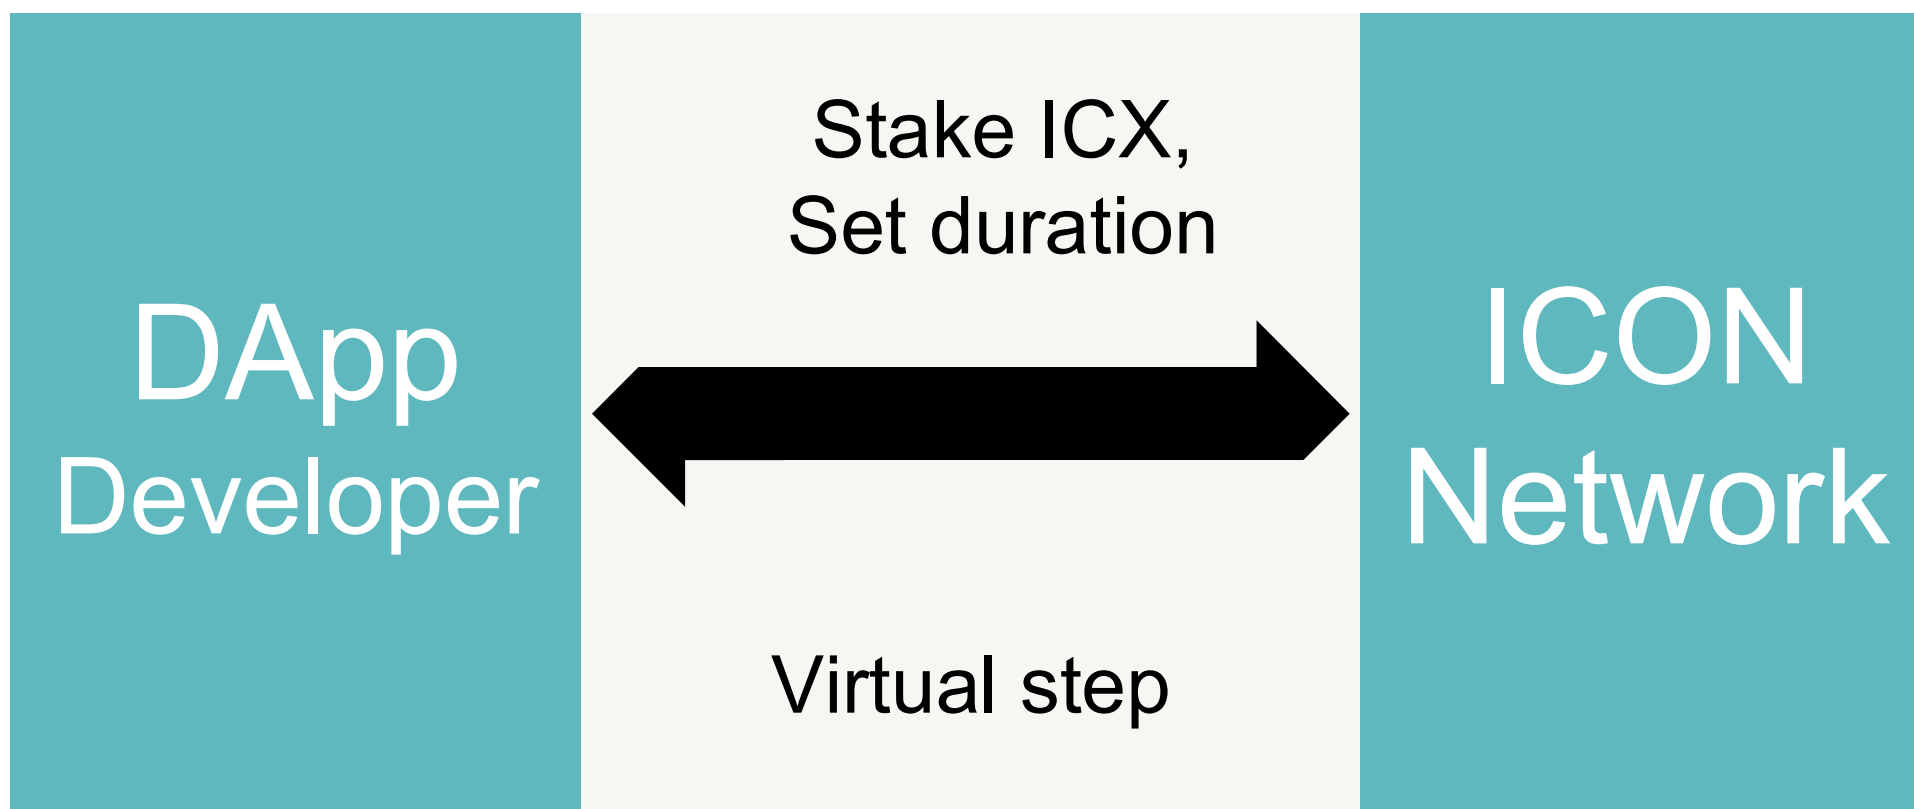 DApp
Developer
Stake ICX,
Set duration
Virtual step
ICON
Network